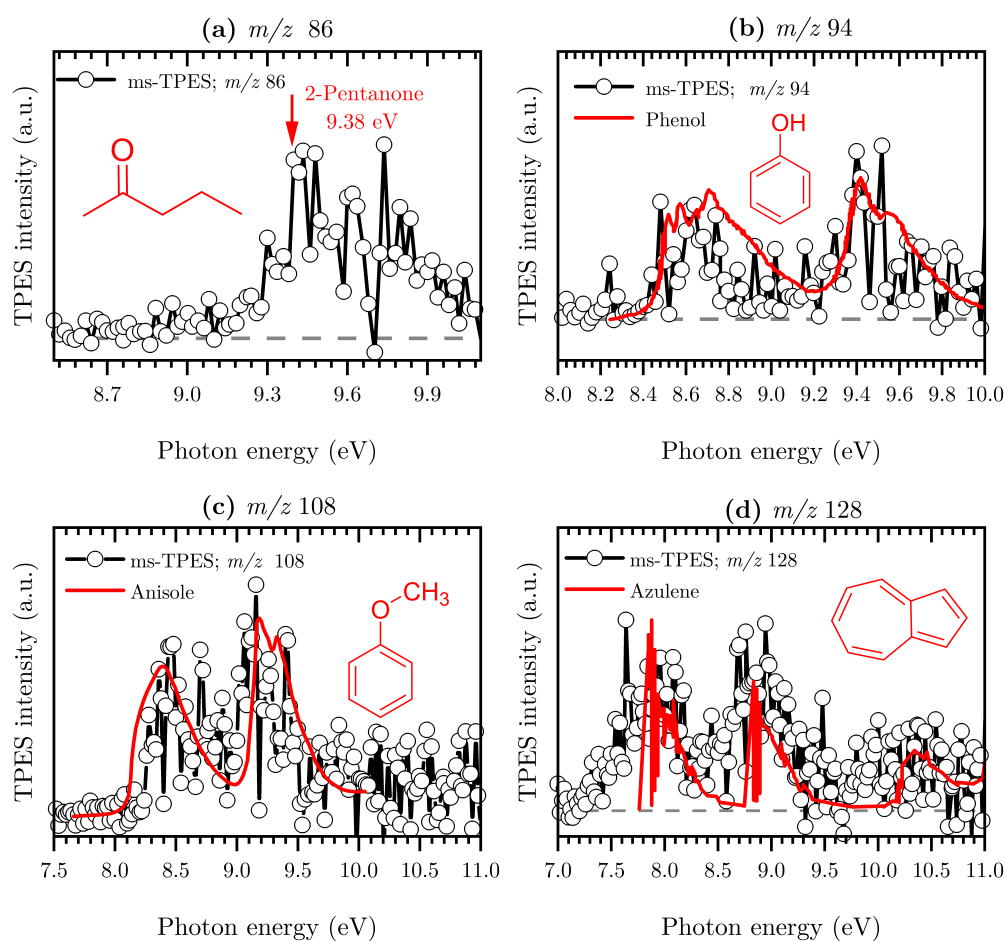 (a) m/z 86
ms-TPES; m/z 86
2-Pentanone
9.38 eV
O
TPES intensity (a.u.)
8.7 9.0 9.3 9.6 9.9
Photon energy (eV)
(b) m/z 94
ms-TPES; m/z 94
Phenol
OH
TPES intensity (a.u.)
8.0 8.2 8.4 8.6 8.8 9.0 9.2 9.4 9.6 9.8 10.0
Photon energy (eV)
(c) m/z 108
ms-TPES; m/z 108
Anisole
O CH3
TPES intensity (a.u.)
7.5 8.0 8.5 9.0 9.5 10.0 10.5 11.0
Photon energy (eV)
(d) m/z 128
ms-TPES; m/z 128
Azulene
TPES intensity (a.u.)
7.0 7.5 8.0 8.5 9.0 9.5 10.0 10.5 11.0
Photon energy (eV)